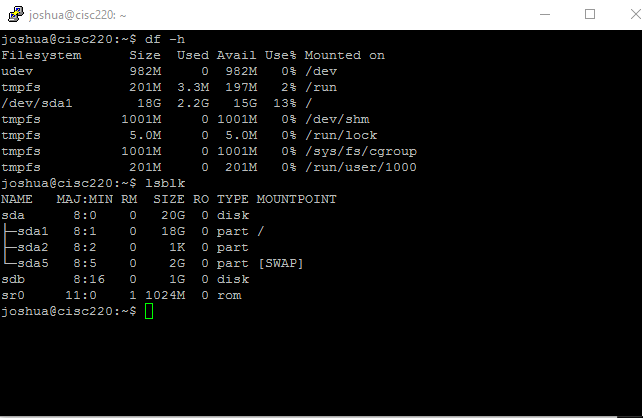 joshua@cisc220: ~
joshua@cisc220:~$ df -h
Filesystem      Size  Used Avail Use% Mounted on
udev            982M     0  982M   0% /dev
tmpfs           201M  3.3M  197M   2% /run
/dev/sda1        18G  2.2G   15G  13% /
tmpfs          1001M     0 1001M   0% /dev/shm
tmpfs           5.0M     0  5.0M   0% /run/lock
tmpfs          1001M     0 1001M   0% /sys/fs/cgroup
tmpfs           201M     0  201M   0% /run/user/1000
joshua@cisc220:~$ lsblk
NAME   MAJ:MIN RM  SIZE RO TYPE MOUNTPOINT
sda      8:0    0   20G  0 disk
├─sda1   8:1    0   18G  0 part /
├─sda2   8:2    0    1K  0 part
└─sda5   8:5    0    2G  0 part [SWAP]
sdb      8:16   0    1G  0 disk
sr0     11:0    1 1024M  0 rom
joshua@cisc220:~$